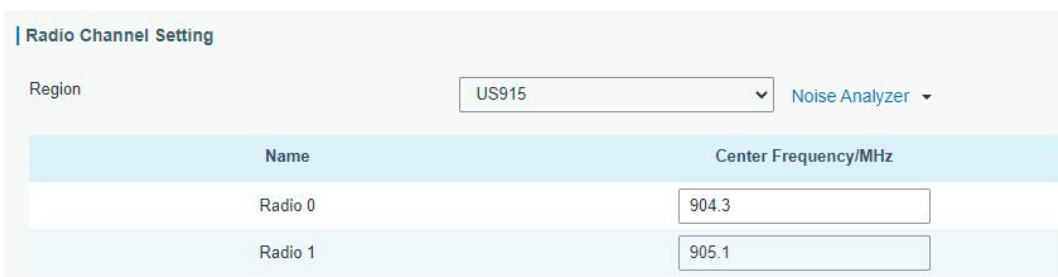 Radio Channel Setting
Region US915 Noise Analyzer
Name Center Frequency/MHz
Radio 0 904.3
Radio 1 905.1